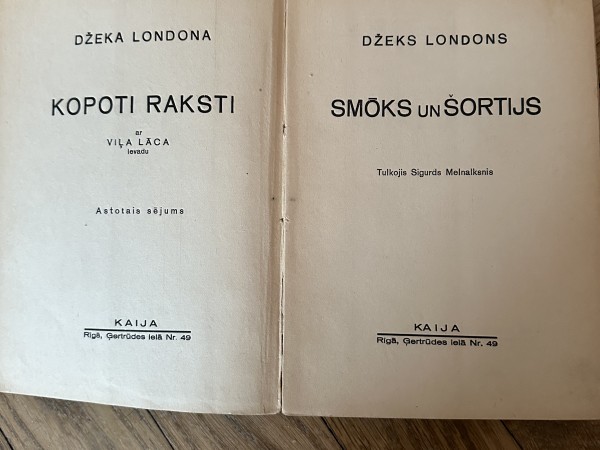 DŽEKA LONDONA
KOPOTI RAKSTI
ar
VIĻA LĀCA
ievadu
Astotais sējums
KAIJA
Rīgā, Ģertrūdes ielā Nr. 49
DŽEKS LONDONS
SMŌKS UN ŠORTIJS
Tulkojis Sigurds Melnalksnis
KAIJA
Rīgā, Ģertrūdes ielā Nr. 49